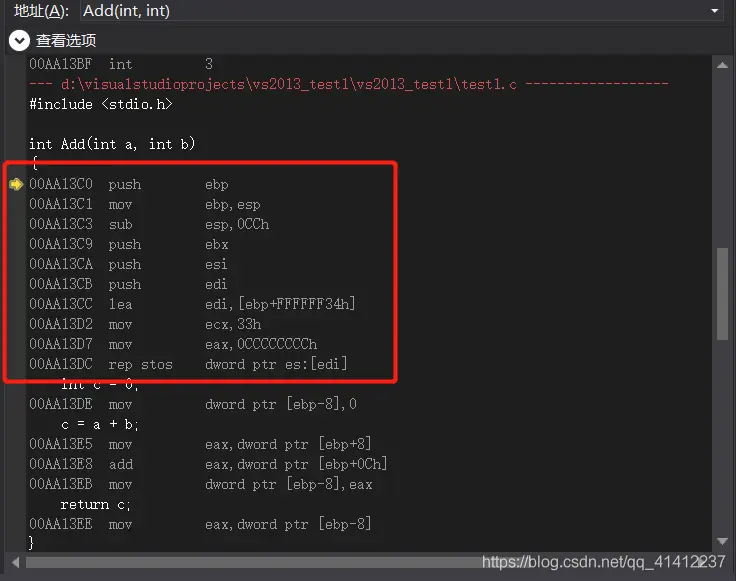 地址(A): Add(int, int)
查看选项
00AA13BF int 3
--- d:\visualstudioprojects\vs2013_test1\vs2013_test1\test1.c ------------------
#include <stdio.h>
int Add(int a, int b)
{
00AA13C0 push ebp
00AA13C1 mov ebp,esp
00AA13C3 sub esp,0CCh
00AA13C9 push ebx
00AA13CA push esi
00AA13CB push edi
00AA13CC lea edi,[ebp+FFFFFF34h]
00AA13D2 mov ecx,33h
00AA13D7 mov eax,0CCCCCCCCh
00AA13DC rep stos dword ptr es:[edi]
int c = 0;
00AA13DE mov dword ptr [ebp-8],0
c = a + b;
00AA13E5 mov eax,dword ptr [ebp+8]
00AA13E8 add eax,dword ptr [ebp+0Ch]
00AA13EB mov dword ptr [ebp-8],eax
return c;
00AA13EE mov eax,dword ptr [ebp-8]
}
https://blog.csdn.net/qq_41412237